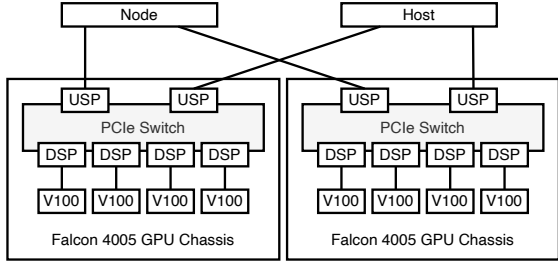 Node Host
USP USP USP USP
PCIe Switch PCIe Switch
DSP DSP DSP DSP DSP DSP DSP DSP
V100 V100 V100 V100 V100 V100 V100 V100
Falcon 4005 GPU Chassis Falcon 4005 GPU Chassis